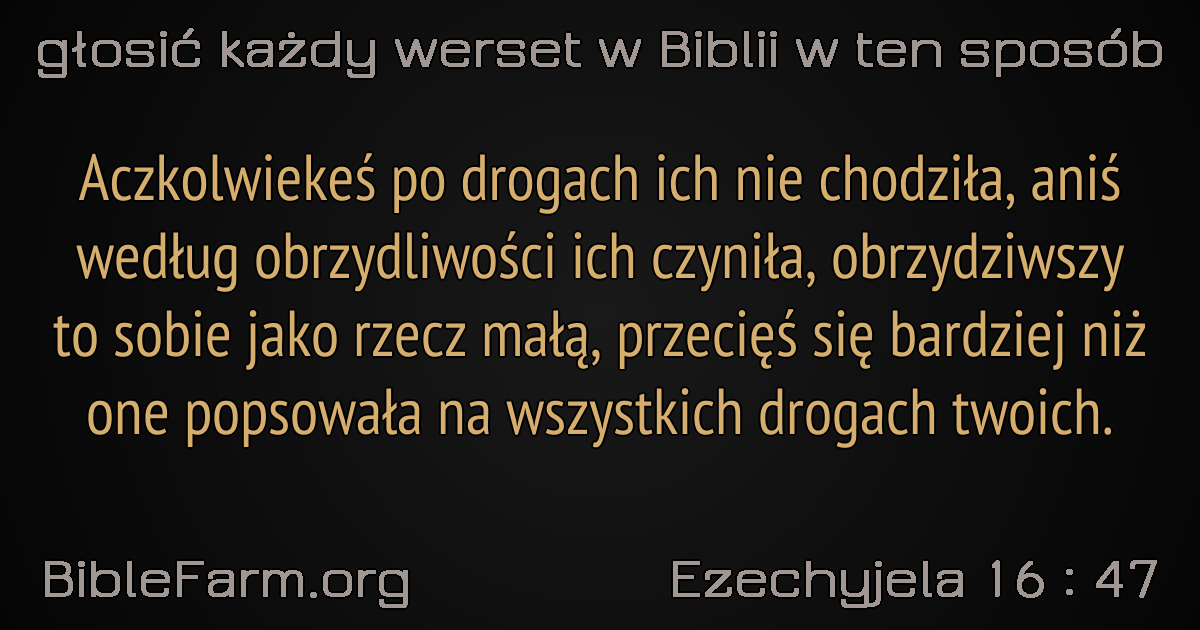 głosić każdy werset w Biblii w ten sposób
Aczkolwiekeś po drogach ich nie chodziła, aniś
według obrzydliwości ich czyniła, obrzydziwszy
to sobie jako rzecz małą, przecięś się bardziej niż
one popsowała na wszystkich drogach twoich.
BibleFarm.org
Ezechyjela 16 : 47